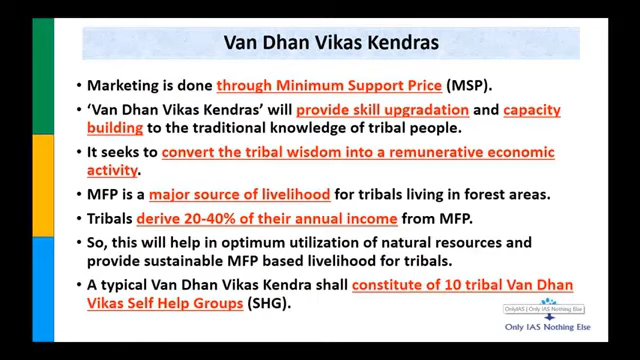 Van Dhan Vikas Kendras
• Marketing is done through Minimum Support Price (MSP).
• ‘Van Dhan Vikas Kendras’ will provide skill upgradation and capacity
building to the traditional knowledge of tribal people.
• It seeks to convert the tribal wisdom into a remunerative economic
activity.
• MFP is a major source of livelihood for tribals living in forest areas.
• Tribals derive 20-40% of their annual income from MFP.
• So, this will help in optimum utilization of natural resources and
provide sustainable MFP based livelihood for tribals.
• A typical Van Dhan Vikas Kendra shall constitute of 10 tribal Van Dhan
Vikas Self Help Groups (SHG).
OnlyIAS | Only IAS Nothing Else
Only IAS Nothing Else